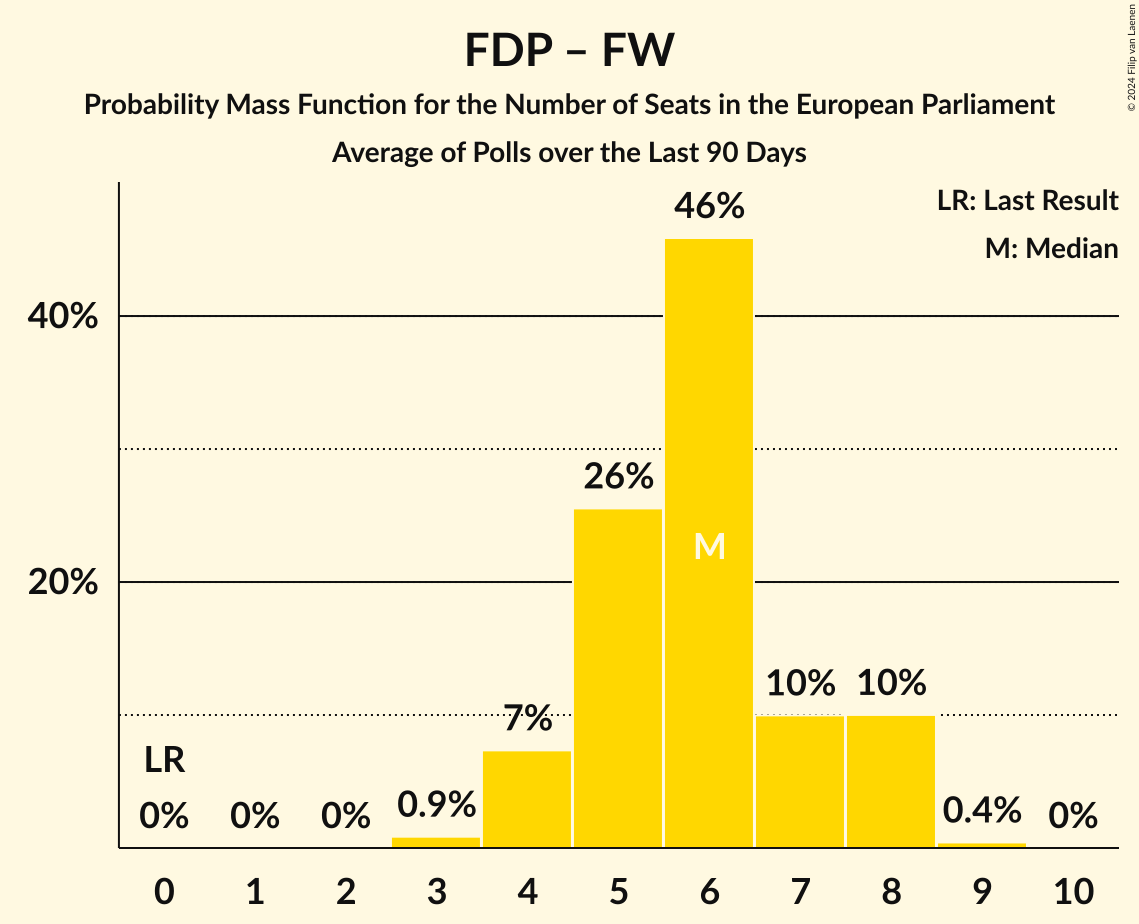 FDP – FW
Probability Mass Function for the Number of Seats in the European Parliament
Average of Polls over the Last 90 Days
© 2024 Filip van Laenen
LR: Last Result
M: Median
46%
40%
26%
M
20%
10% 10%
7%
LR
0% 0% 0% 0.9% 0.4% 0%
0 1 2 3 4 5 6 7 8 9 10